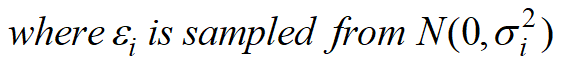 where εᵢ is sampled from N(0, σᵢ²)